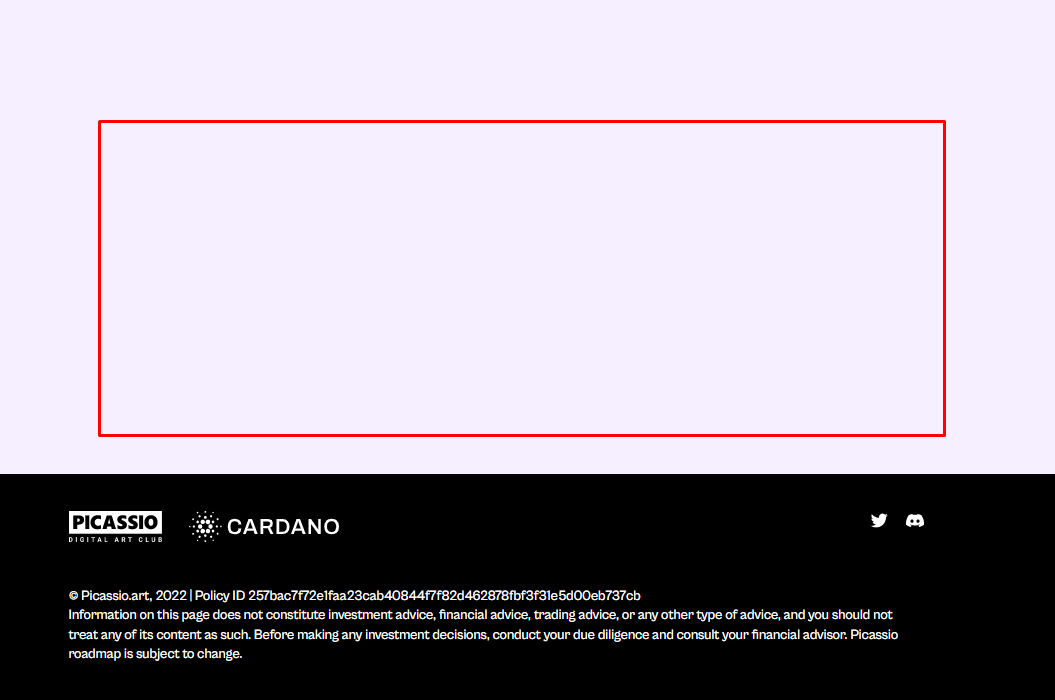 PICASSIO
DIGITAL ART CLUB
CARDANO
© Picassio.art, 2022 | Policy ID 257bac7f72e1faa23cab40844f7f82d462878fbf3f31e5d00eb737cb
Information on this page does not constitute investment advice, financial advice, trading advice, or any other type of advice, and you should not
treat any of its content as such. Before making any investment decisions, conduct your due diligence and consult your financial advisor. Picassio
roadmap is subject to change.